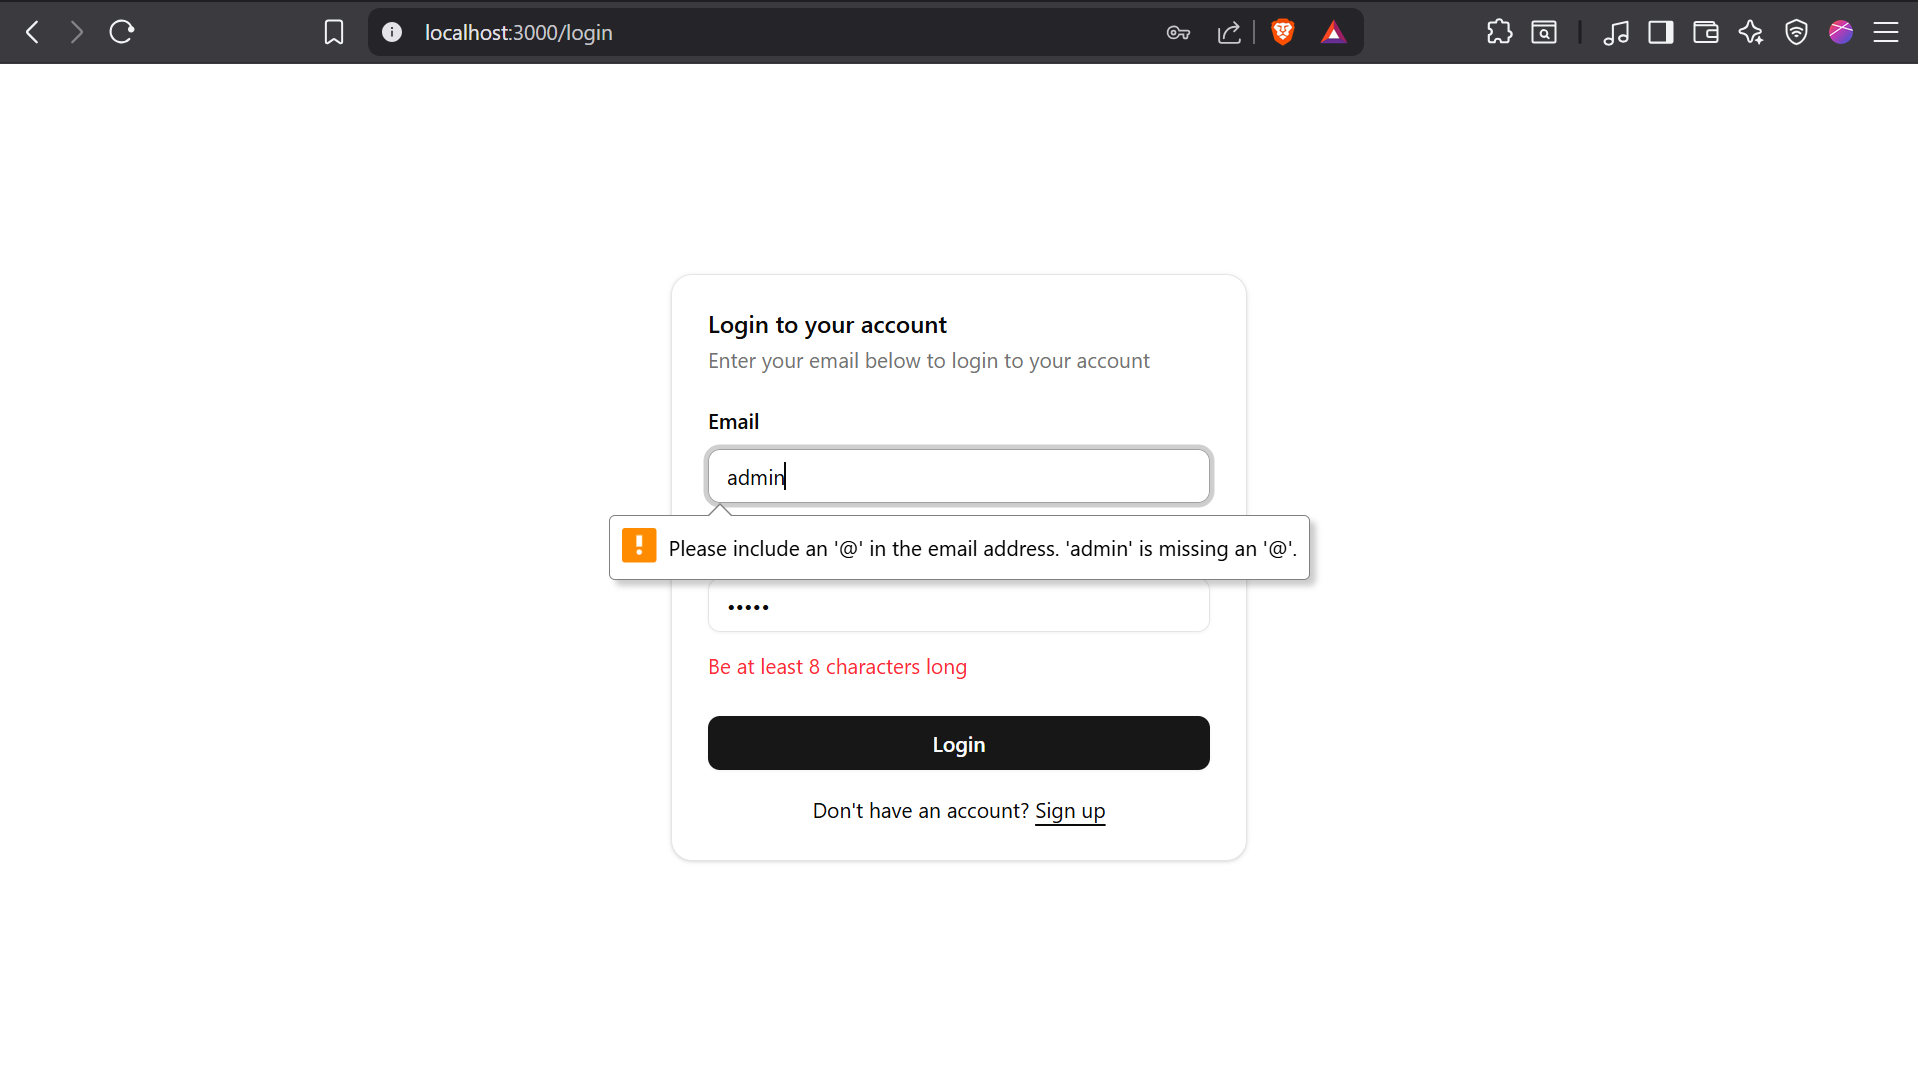 localhost:3000/login
Login to your account
Enter your email below to login to your account
Email
admin
Please include an '@' in the email address. 'admin' is missing an '@'.
•••••
Be at least 8 characters long
Login
Don't have an account? Sign up